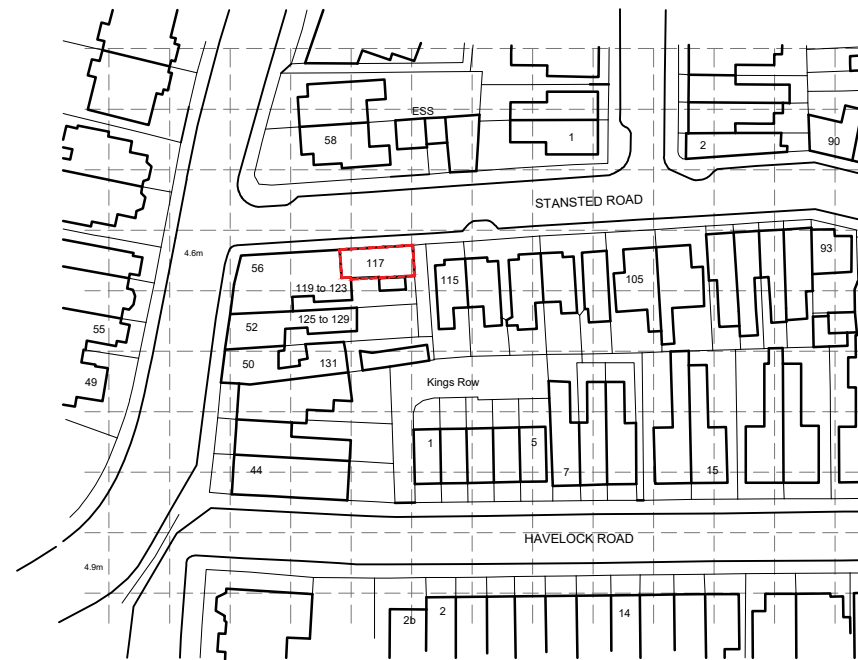 ESS
58
1
2
90
STANSTED ROAD
4.6m
56
117
93
119 to 123
115
105
52
125 to 129
55
50
131
49
Kings Row
1
5
7
15
44
HAVELOCK ROAD
4.9m
2b
2
14